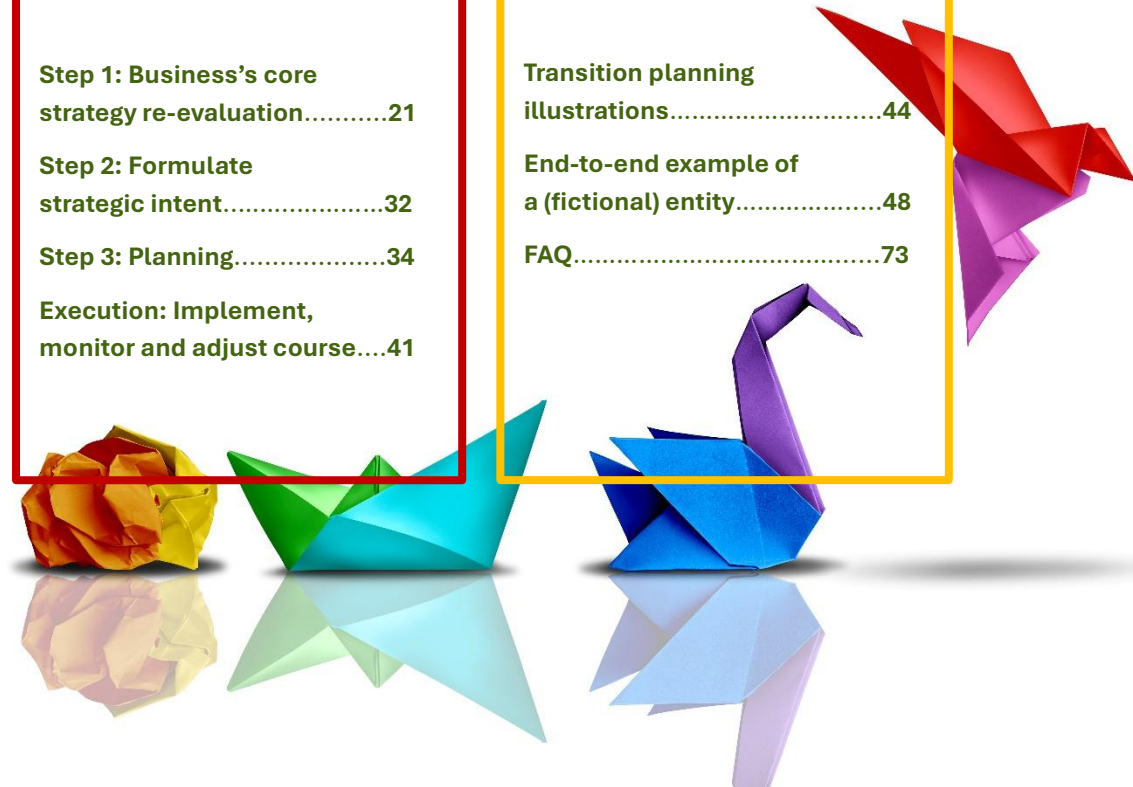 Step 1: Business’s core
strategy re-evaluation...........21
Step 2: Formulate
strategic intent......................32
Step 3: Planning.....................34
Execution: Implement,
monitor and adjust course....41
Transition planning
illustrations.............................44
End-to-end example of
a (fictional) entity....................48
FAQ..........................................73